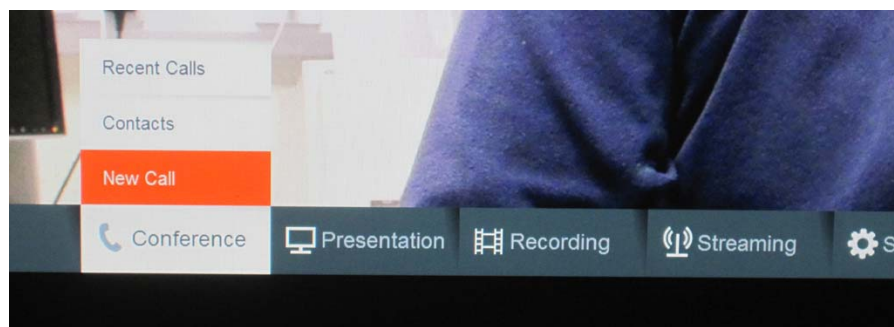 Recent Calls
Contacts
New Call
Conference
Presentation
Recording
Streaming
S